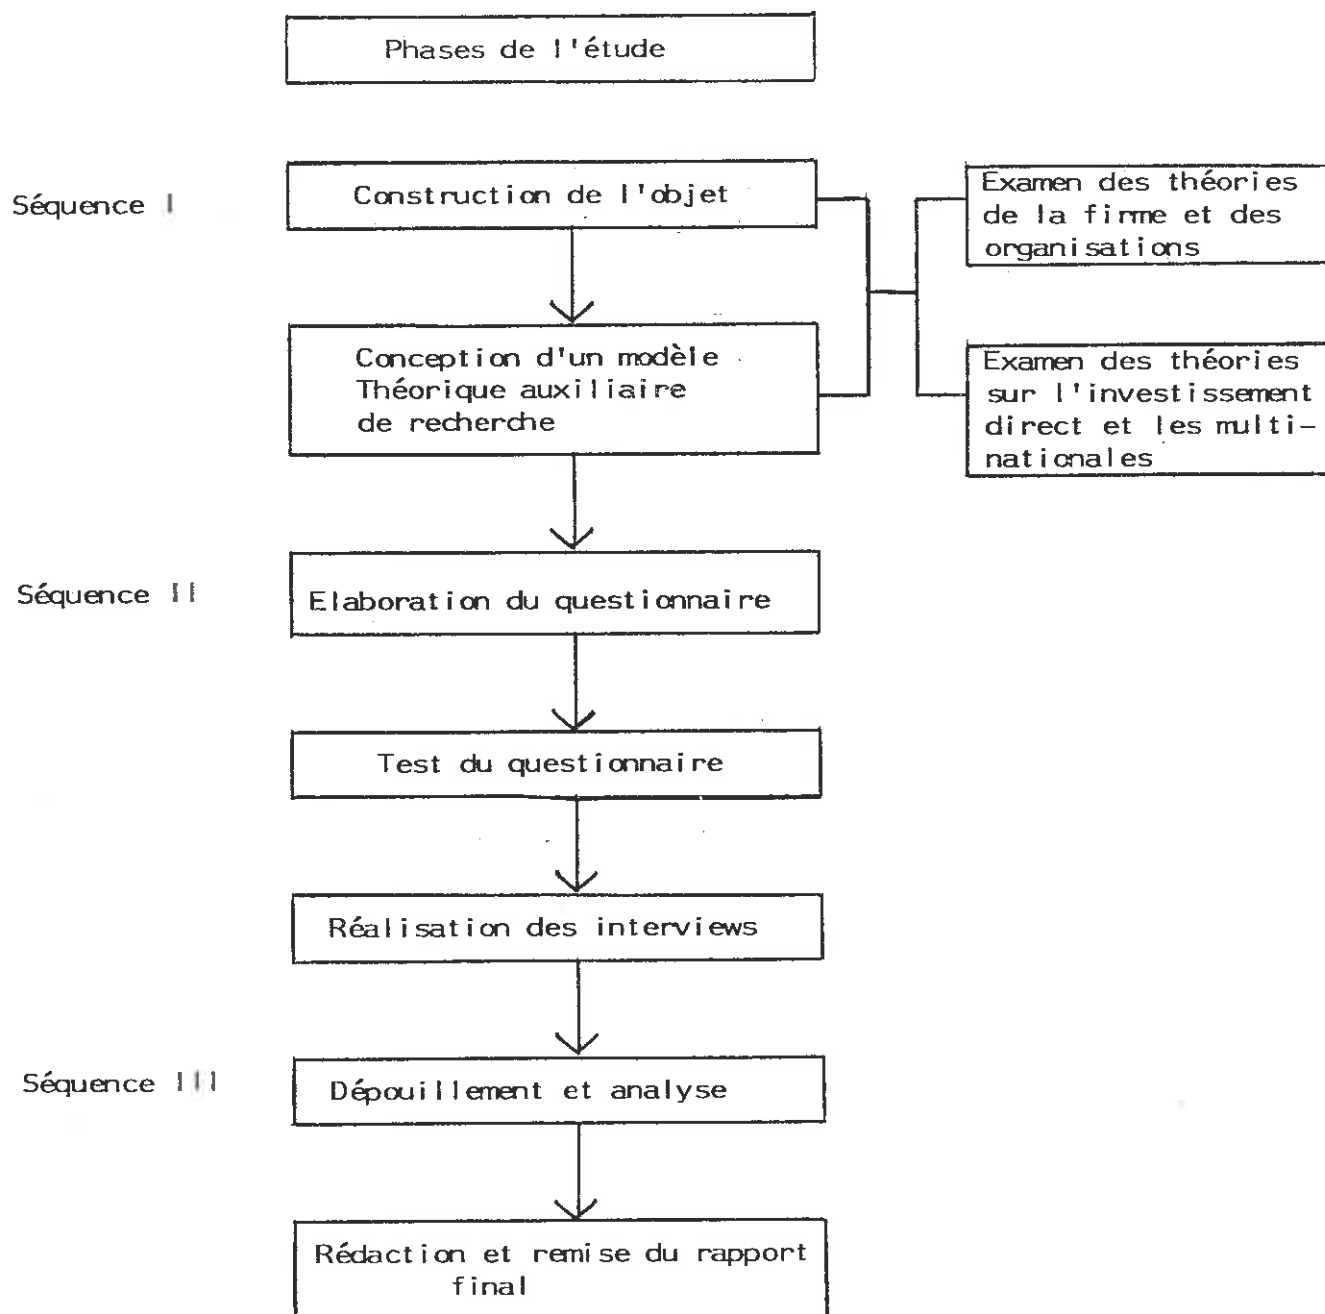 Phases de l'étude
Séquence I
Construction de l'objet
Examen des théories
de la firme et des
organisations
Conception d'un modèle
Théorique auxiliaire
de recherche
Examen des théories
sur l'investissement
direct et les multi-
nationales
Séquence II
Elaboration du questionnaire
Test du questionnaire
Réalisation des interviews
Séquence III
Dépouillement et analyse
Rédaction et remise du rapport
final